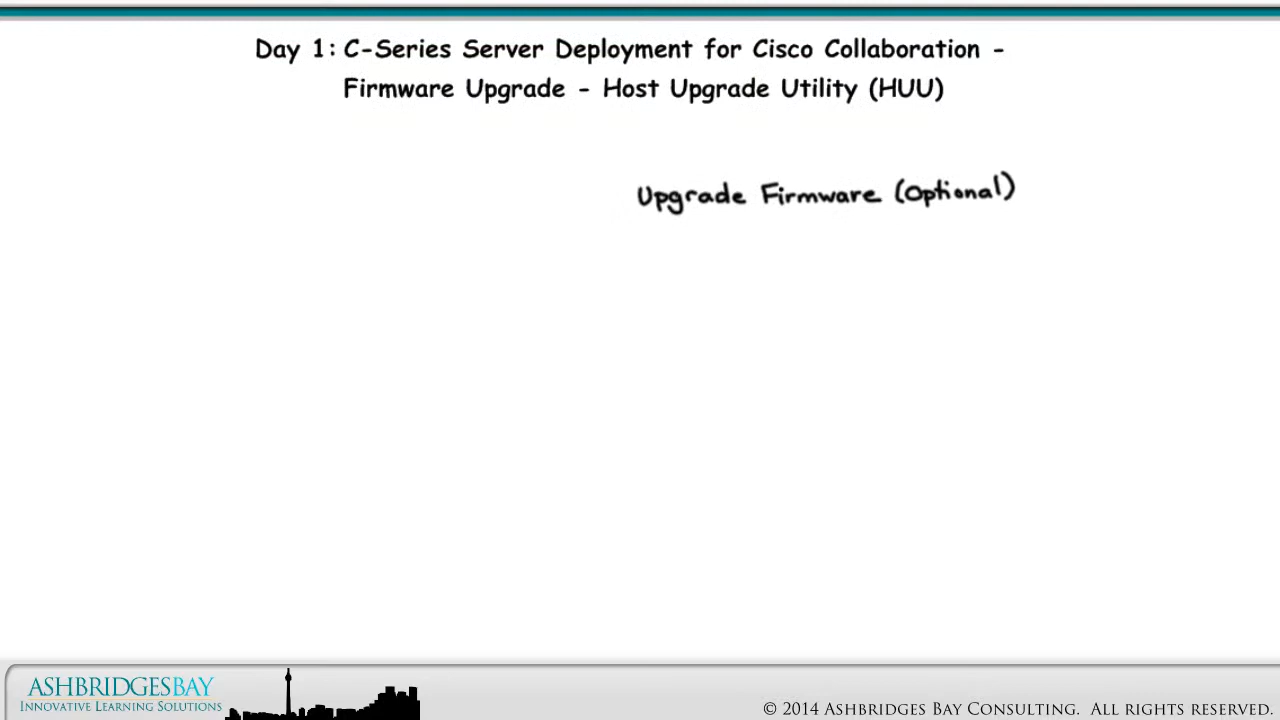 Day 1: C-Series Server Deployment for Cisco Collaboration -
Firmware Upgrade - Host Upgrade Utility (HUU)
Upgrade Firmware (Optional)
ASHBRIDGESBAY
INNOVATIVE LEARNING SOLUTIONS
© 2014 ASHBRIDGES BAY CONSULTING. ALL RIGHTS RESERVED.